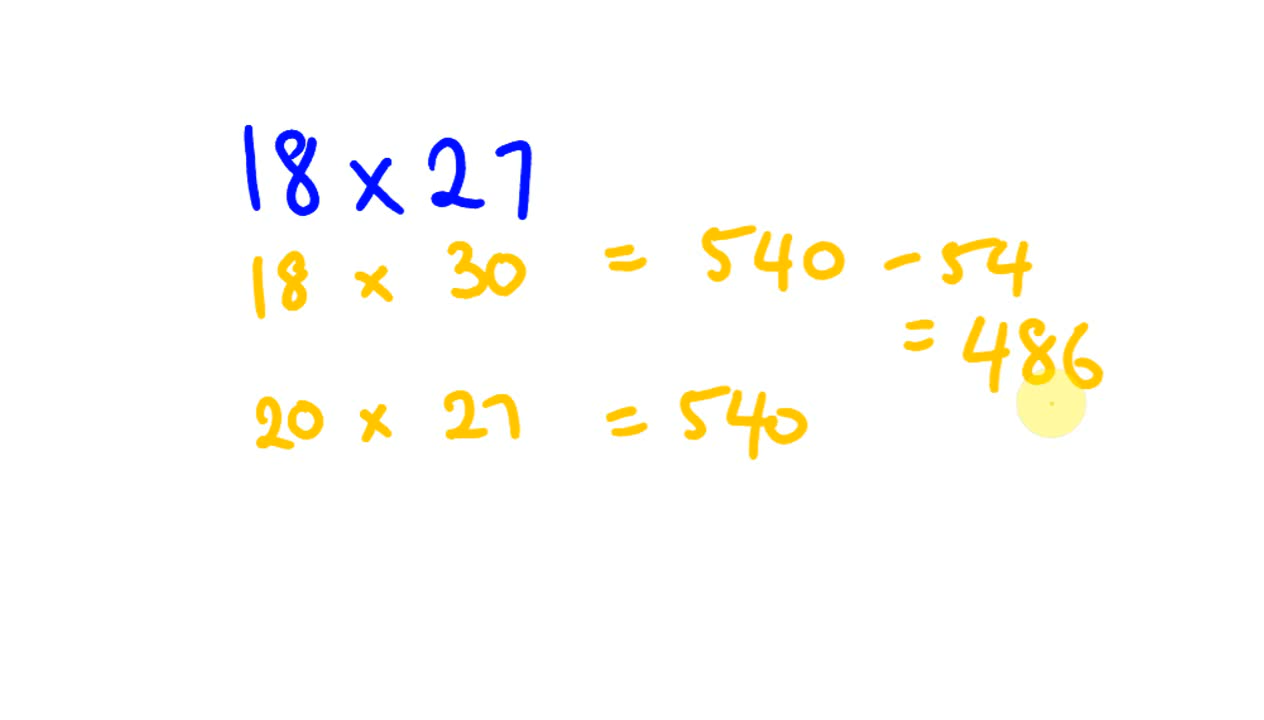 18 x 27
18 x 30 = 540 - 54
= 486
20 x 27 = 540